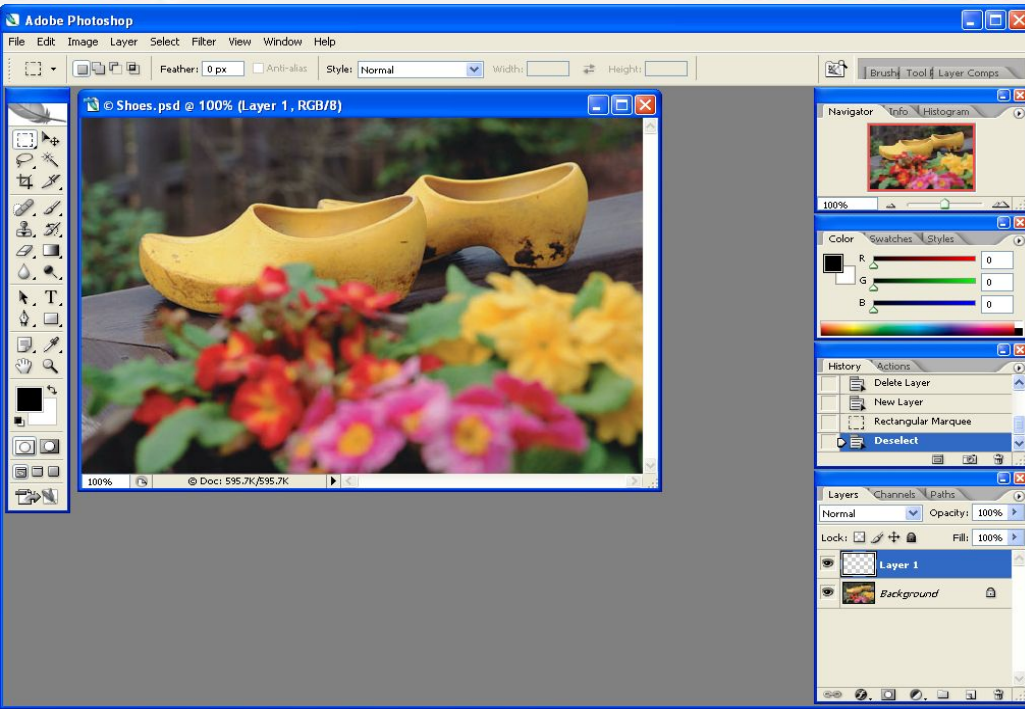 Adobe Photoshop
File Edit Image Layer Select Filter View Window Help
Feather: 0 px Anti-alias Style: Normal Width: Height:
Tool Layer Comps
© Shoes.psd @ 100% (Layer 1, RGB/8)
Navigator Info Histogram
100%
Color Swatches Styles
R 0
G 0
B 0
T
History Actions
Delete Layer
New Layer
Rectangular Marquee
Deselect
100% © Doc: 595.7K/595.7K
Layers Channels Paths
Normal Opacity: 100%
Lock: Fill: 100%
Layer 1
Background